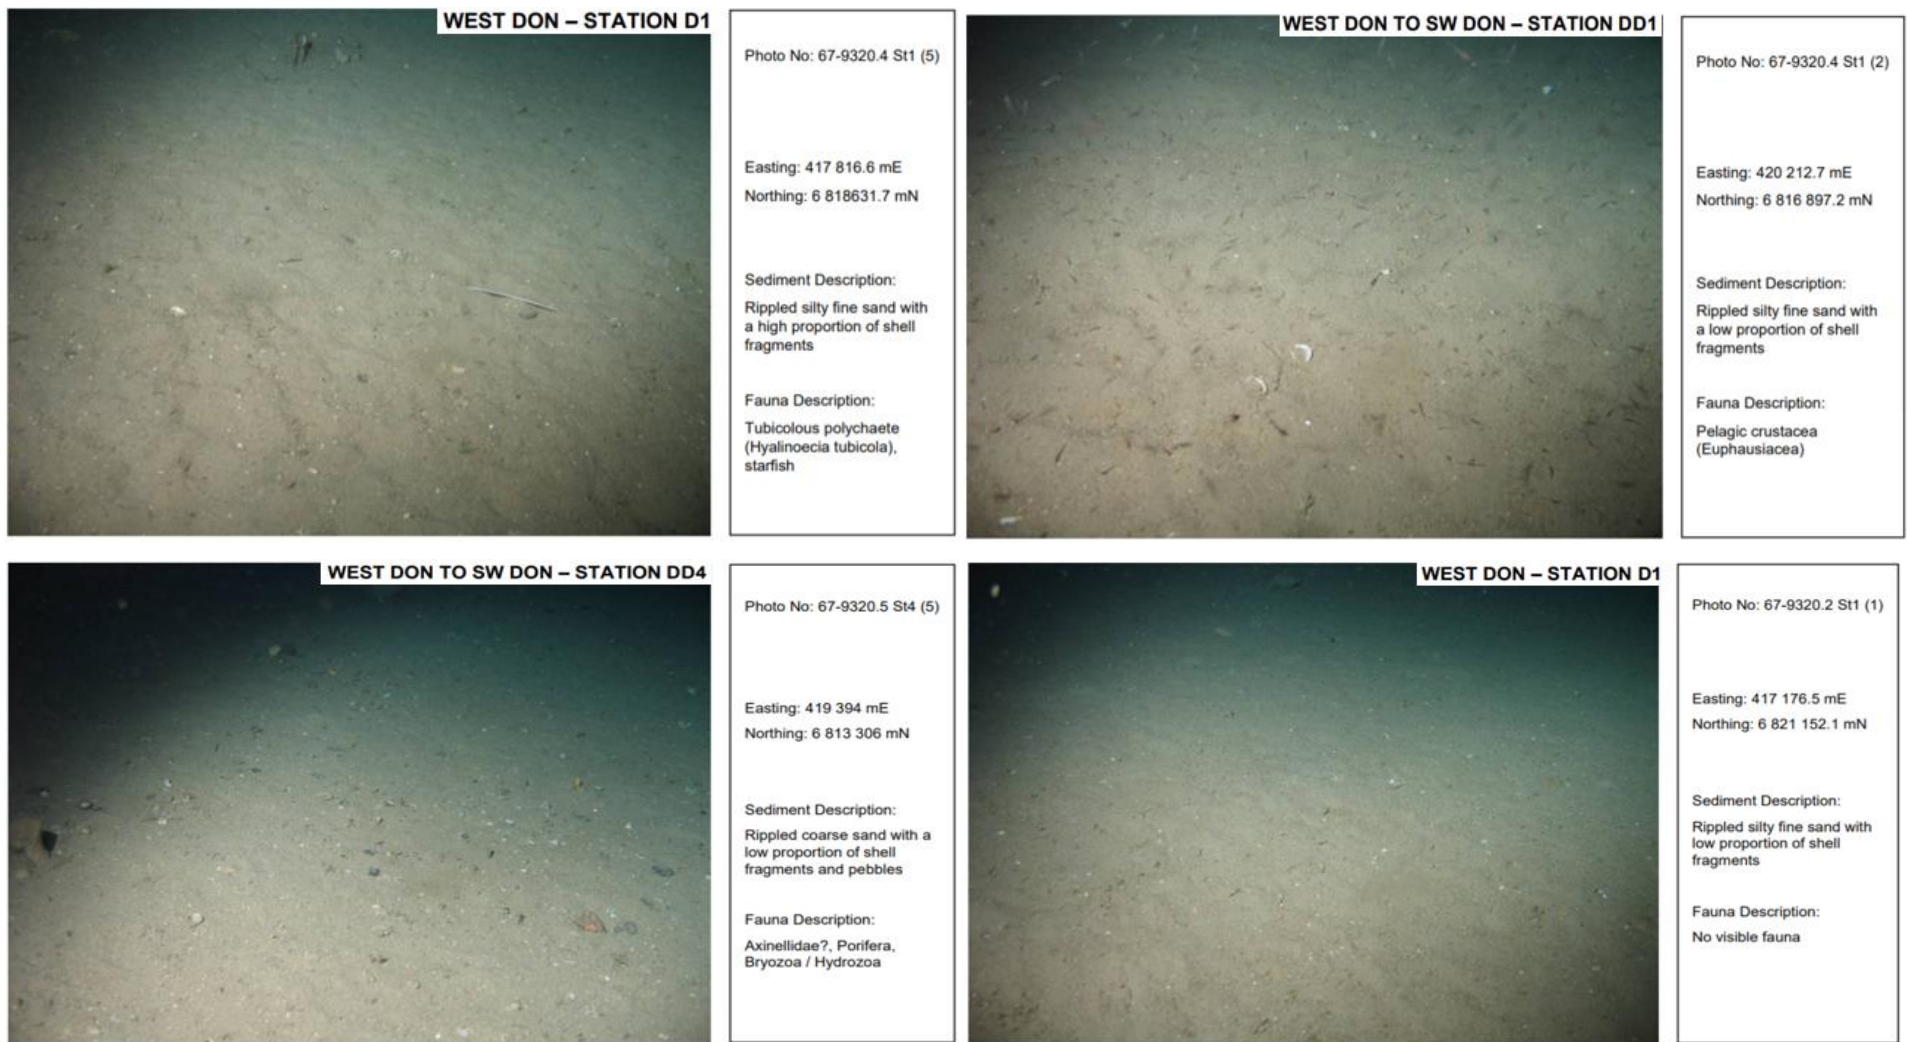 WEST DON – STATION D1
Photo No: 67-9320.4 St1 (5)
Easting: 417 816.6 mE
Northing: 6 818631.7 mN
Sediment Description:
Rippled silty fine sand with
a high proportion of shell
fragments
Fauna Description:
Tubicolous polychaete
(Hyalinoecia tubicola),
starfish
WEST DON TO SW DON – STATION DD1
Photo No: 67-9320.4 St1 (2)
Easting: 420 212.7 mE
Northing: 6 816 897.2 mN
Sediment Description:
Rippled silty fine sand with
a low proportion of shell
fragments
Fauna Description:
Pelagic crustacea
(Euphausiacea)
WEST DON TO SW DON – STATION DD4
Photo No: 67-9320.5 St4 (5)
Easting: 419 394 mE
Northing: 6 813 306 mN
Sediment Description:
Rippled coarse sand with a
low proportion of shell
fragments and pebbles
Fauna Description:
Axinellidae?, Porifera,
Bryozoa / Hydrozoa
WEST DON – STATION D1
Photo No: 67-9320.2 St1 (1)
Easting: 417 176.5 mE
Northing: 6 821 152.1 mN
Sediment Description:
Rippled silty fine sand with
low proportion of shell
fragments
Fauna Description:
No visible fauna